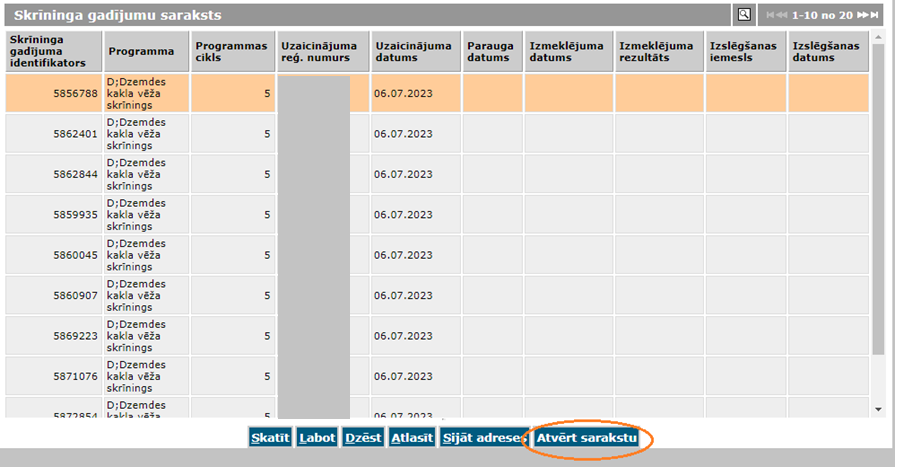 Skrīninga gadījumu saraksts
1-10 no 20
Skrīninga gadījuma identifikators
Programma
Programmas cikls
Uzaicinājuma reģ. numurs
Uzaicinājuma datums
Parauga datums
Izmeklējuma datums
Izmeklējuma rezultāts
Izslēgšanas iemesls
Izslēgšanas datums
5856788 D;Dzemdes kakla vēža skrīnings 5 06.07.2023
5862401 D;Dzemdes kakla vēža skrīnings 5 06.07.2023
5862844 D;Dzemdes kakla vēža skrīnings 5 06.07.2023
5859935 D;Dzemdes kakla vēža skrīnings 5 06.07.2023
5860045 D;Dzemdes kakla vēža skrīnings 5 06.07.2023
5860907 D;Dzemdes kakla vēža skrīnings 5 06.07.2023
5869223 D;Dzemdes kakla vēža skrīnings 5 06.07.2023
5871076 D;Dzemdes kakla vēža skrīnings 5 06.07.2023
5872854 D;Dzemdes kakla vēža 5 06.07.2023
Skatīt Labot Dzēst Atlasīt Sijāt adreses Atvērt sarakstu